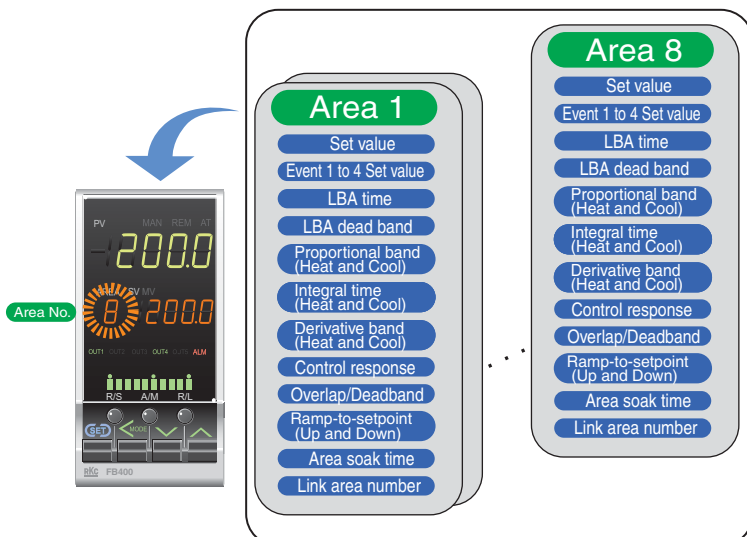 Area 1
Set value
Event 1 to 4 Set value
LBA time
LBA dead band
Proportional band
(Heat and Cool)
Integral time
(Heat and Cool)
Derivative band
(Heat and Cool)
Control response
Overlap/Deadband
Ramp-to-setpoint
(Up and Down)
Area soak time
Link area number
Area 8
Set value
Event 1 to 4 Set value
LBA time
LBA dead band
Proportional band
(Heat and Cool)
Integral time
(Heat and Cool)
Derivative band
(Heat and Cool)
Control response
Overlap/Deadband
Ramp-to-setpoint
(Up and Down)
Area soak time
Link area number
Area No.
PV MAN REM AT
200.0
AREA SV MV
8 200.0
OUT1 OUT2 OUT3 OUT4 OUT5 ALM
R/S A/M R/L
SET MODE
RKC FB400